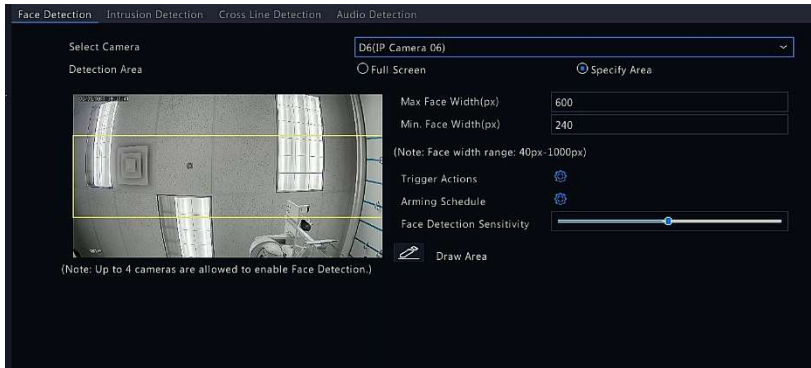 Face Detection Intrusion Detection Cross Line Detection Audio Detection
Select Camera D6(IP Camera 06)
Detection Area Full Screen Specify Area
Max Face Width(px) 600
Min. Face Width(px) 240
(Note: Face width range: 40px-1000px)
Trigger Actions
Arming Schedule
Face Detection Sensitivity
Draw Area
(Note: Up to 4 cameras are allowed to enable Face Detection.)